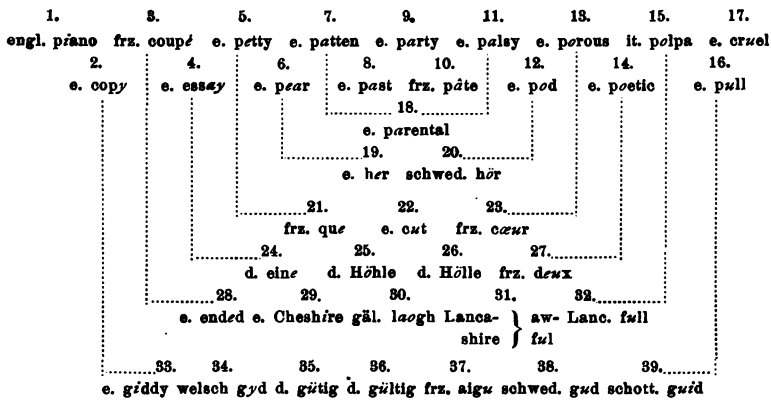 1. 3. 5. 7. 9. 11. 13. 15. 17.
engl. piano frz. coupé e. petty e. patten e. party e. palsy e. porous it. polpa e. cruel
2. 4. 6. 8. 10. 12. 14. 16.
e. copy e. essay e. pear e. past frz. pâte e. pod e. poetic e. pull
18.
e. parental
19. 20.
e. her schwed. hör
21. 22. 23.
frz. que e. cut frz. cœur
24. 25. 26. 27.
d. eine d. Höhle d. Hölle frz. deux
28. 29. 30. 31. 32.
e. ended e. Cheshire gäl. laogh Lanca- } aw- Lanc. full
shire } ful
33. 34. 35. 36. 37. 38. 39.
e. giddy welsch gyd d. gütig d. gültig frz. aigu schwed. gud schott. guid